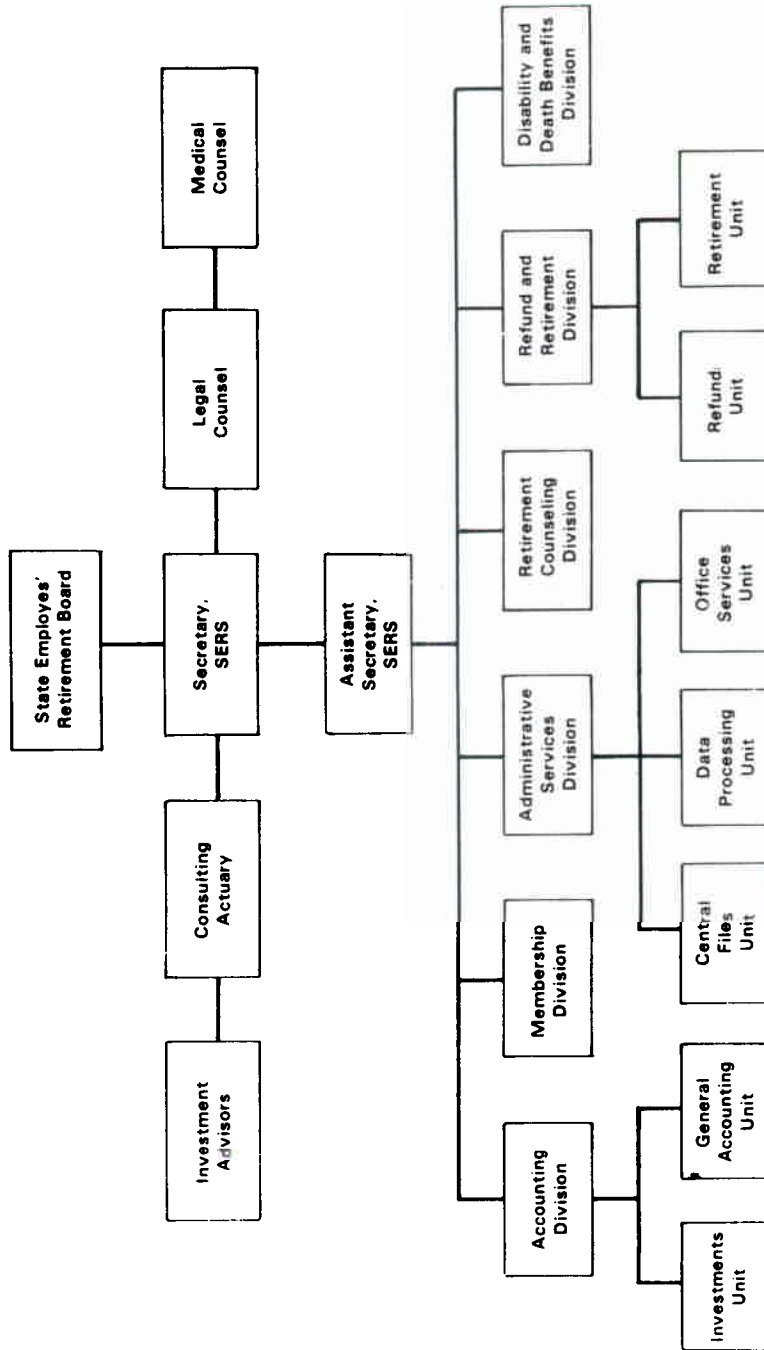 State Employes'
Retirement Board
Investment
Advisors
Consulting
Actuary
Secretary,
SERS
Legal
Counsel
Medical
Counsel
Assistant
Secretary,
SERS
Accounting
Division
Membership
Division
Administrative
Services
Division
Retirement
Counseling
Division
Refund and
Retirement
Division
Disability and
Death Benefits
Division
Investments
Unit
General
Accounting
Unit
Central
Files
Unit
Data
Processing
Unit
Office
Services
Unit
Refund
Unit
Retirement
Unit